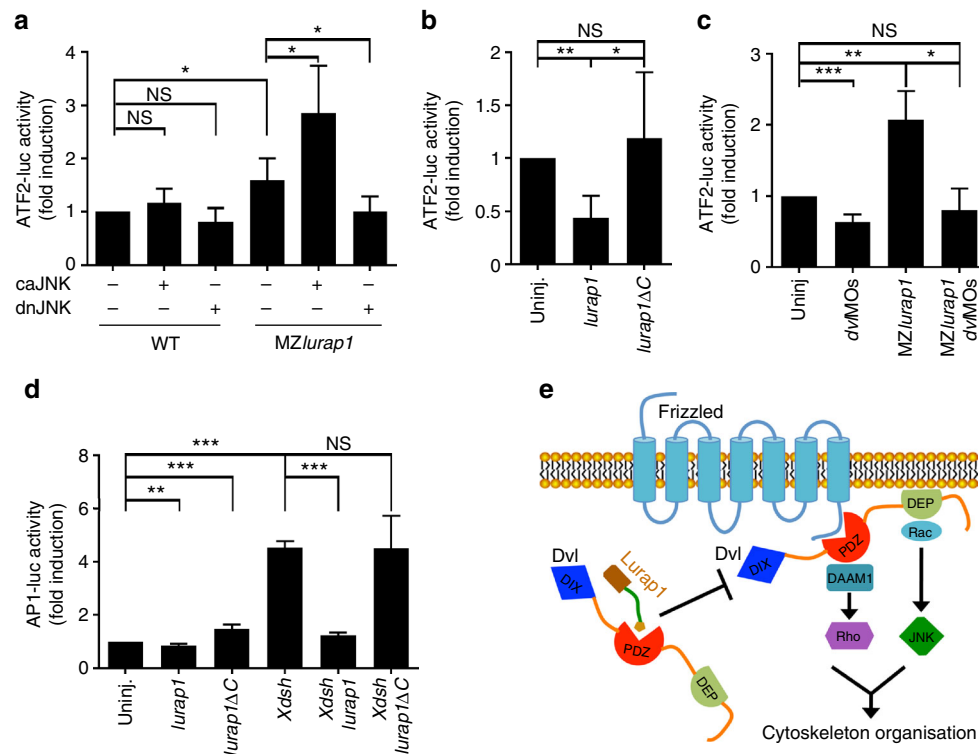 a
ATF2-luc activity
(fold induction)
4
3
2
1
0
NS
NS
*
*
*
caJNK – + – – + –
dnJNK – – + – – +
WT MZlurap1
b
ATF2-luc activity
(fold induction)
2
1.5
1
0.5
0
NS
** *
Uninj.
lurap1
lurap1ΔC
c
ATF2-luc activity
(fold induction)
3
2
1
0
NS
** *
***
Uninj
dvlMOs
MZlurap1
MZlurap1
dvlMOs
d
AP1-luc activity
(fold induction)
8
6
4
2
0
*** NS
*** ***
**
Uninj.
lurap1
lurap1ΔC
Xdsh
Xdsh
lurap1
Xdsh
lurap1ΔC
e
Frizzled
DEP
Rac
PDZ
Dvl
DIX
DAAM1
Rho
JNK
Dvl
DIX
Lurap1
PDZ
DEP
Cytoskeleton organisation